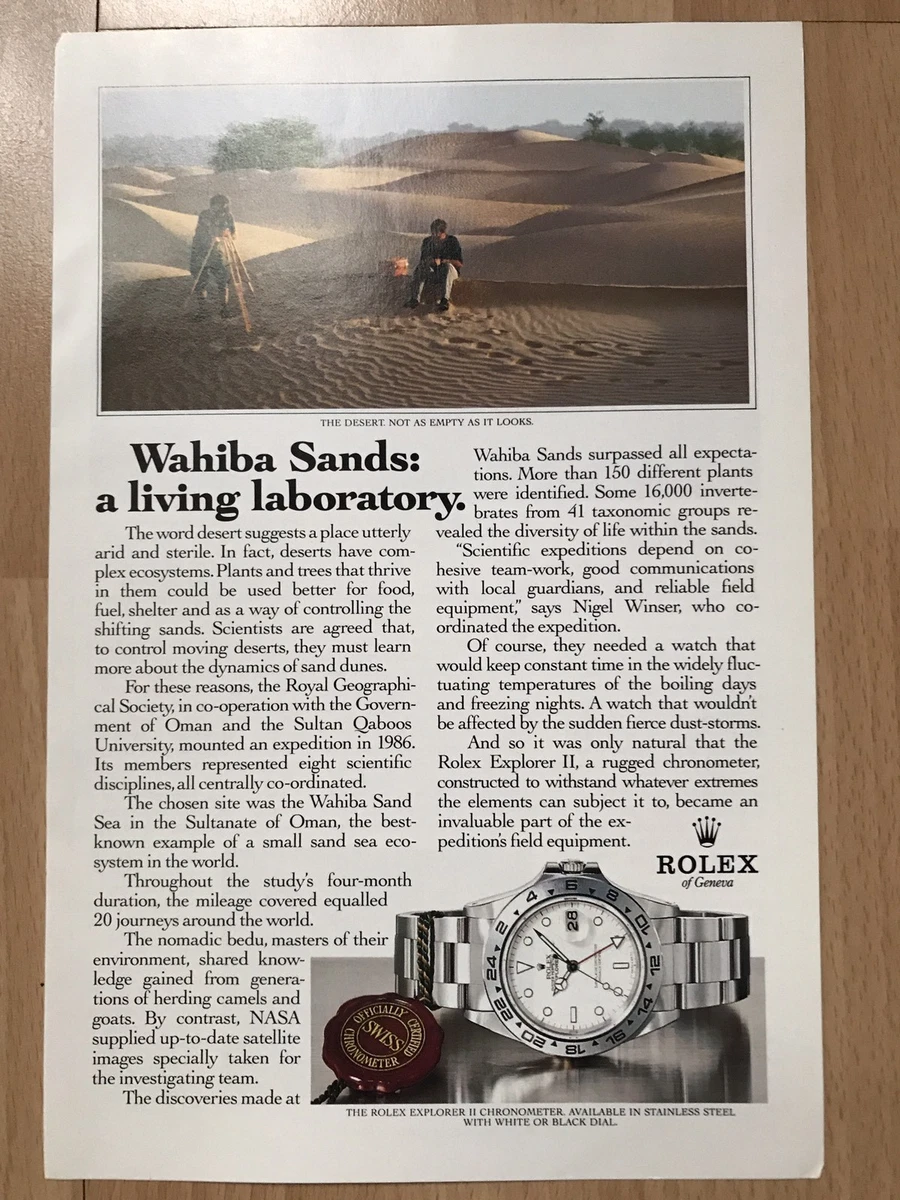 THE DESERT. NOT AS EMPTY AS IT LOOKS.
Wahiba Sands:
a living laboratory.
The word desert suggests a place utterly
arid and sterile. In fact, deserts have com-
plex ecosystems. Plants and trees that thrive
in them could be used better for food,
fuel, shelter and as a way of controlling the
shifting sands. Scientists are agreed that,
to control moving deserts, they must learn
more about the dynamics of sand dunes.
For these reasons, the Royal Geographi-
cal Society, in co-operation with the Govern-
ment of Oman and the Sultan Qaboos
University, mounted an expedition in 1986.
Its members represented eight scientific
disciplines, all centrally co-ordinated.
The chosen site was the Wahiba Sand
Sea in the Sultanate of Oman, the best-
known example of a small sand sea eco-
system in the world.
Throughout the study's four-month
duration, the mileage covered equalled
20 journeys around the world.
The nomadic bedu, masters of their
environment, shared know-
ledge gained from genera-
tions of herding camels and
goats. By contrast, NASA
supplied up-to-date satellite
images specially taken for
the investigating team.
The discoveries made at
Wahiba Sands surpassed all expecta-
tions. More than 150 different plants
were identified. Some 16,000 inverte-
brates from 41 taxonomic groups re-
vealed the diversity of life within the sands.
“Scientific expeditions depend on co-
hesive team-work, good communications
with local guardians, and reliable field
equipment,” says Nigel Winser, who co-
ordinated the expedition.
Of course, they needed a watch that
would keep constant time in the widely fluc-
tuating temperatures of the boiling days
and freezing nights. A watch that wouldn't
be affected by the sudden fierce dust-storms.
And so it was only natural that the
Rolex Explorer II, a rugged chronometer,
constructed to withstand whatever extremes
the elements can subject it to, became an
invaluable part of the ex-
pedition's field equipment.
ROLEX
of Geneva
2 4 6 8 10 12 14 16 18 20 22 24
28
ROLEX
OFFICIALLY CERTIFIED
SWISS
CHRONOMETER
THE ROLEX EXPLORER II CHRONOMETER. AVAILABLE IN STAINLESS STEEL
WITH WHITE OR BLACK DIAL.